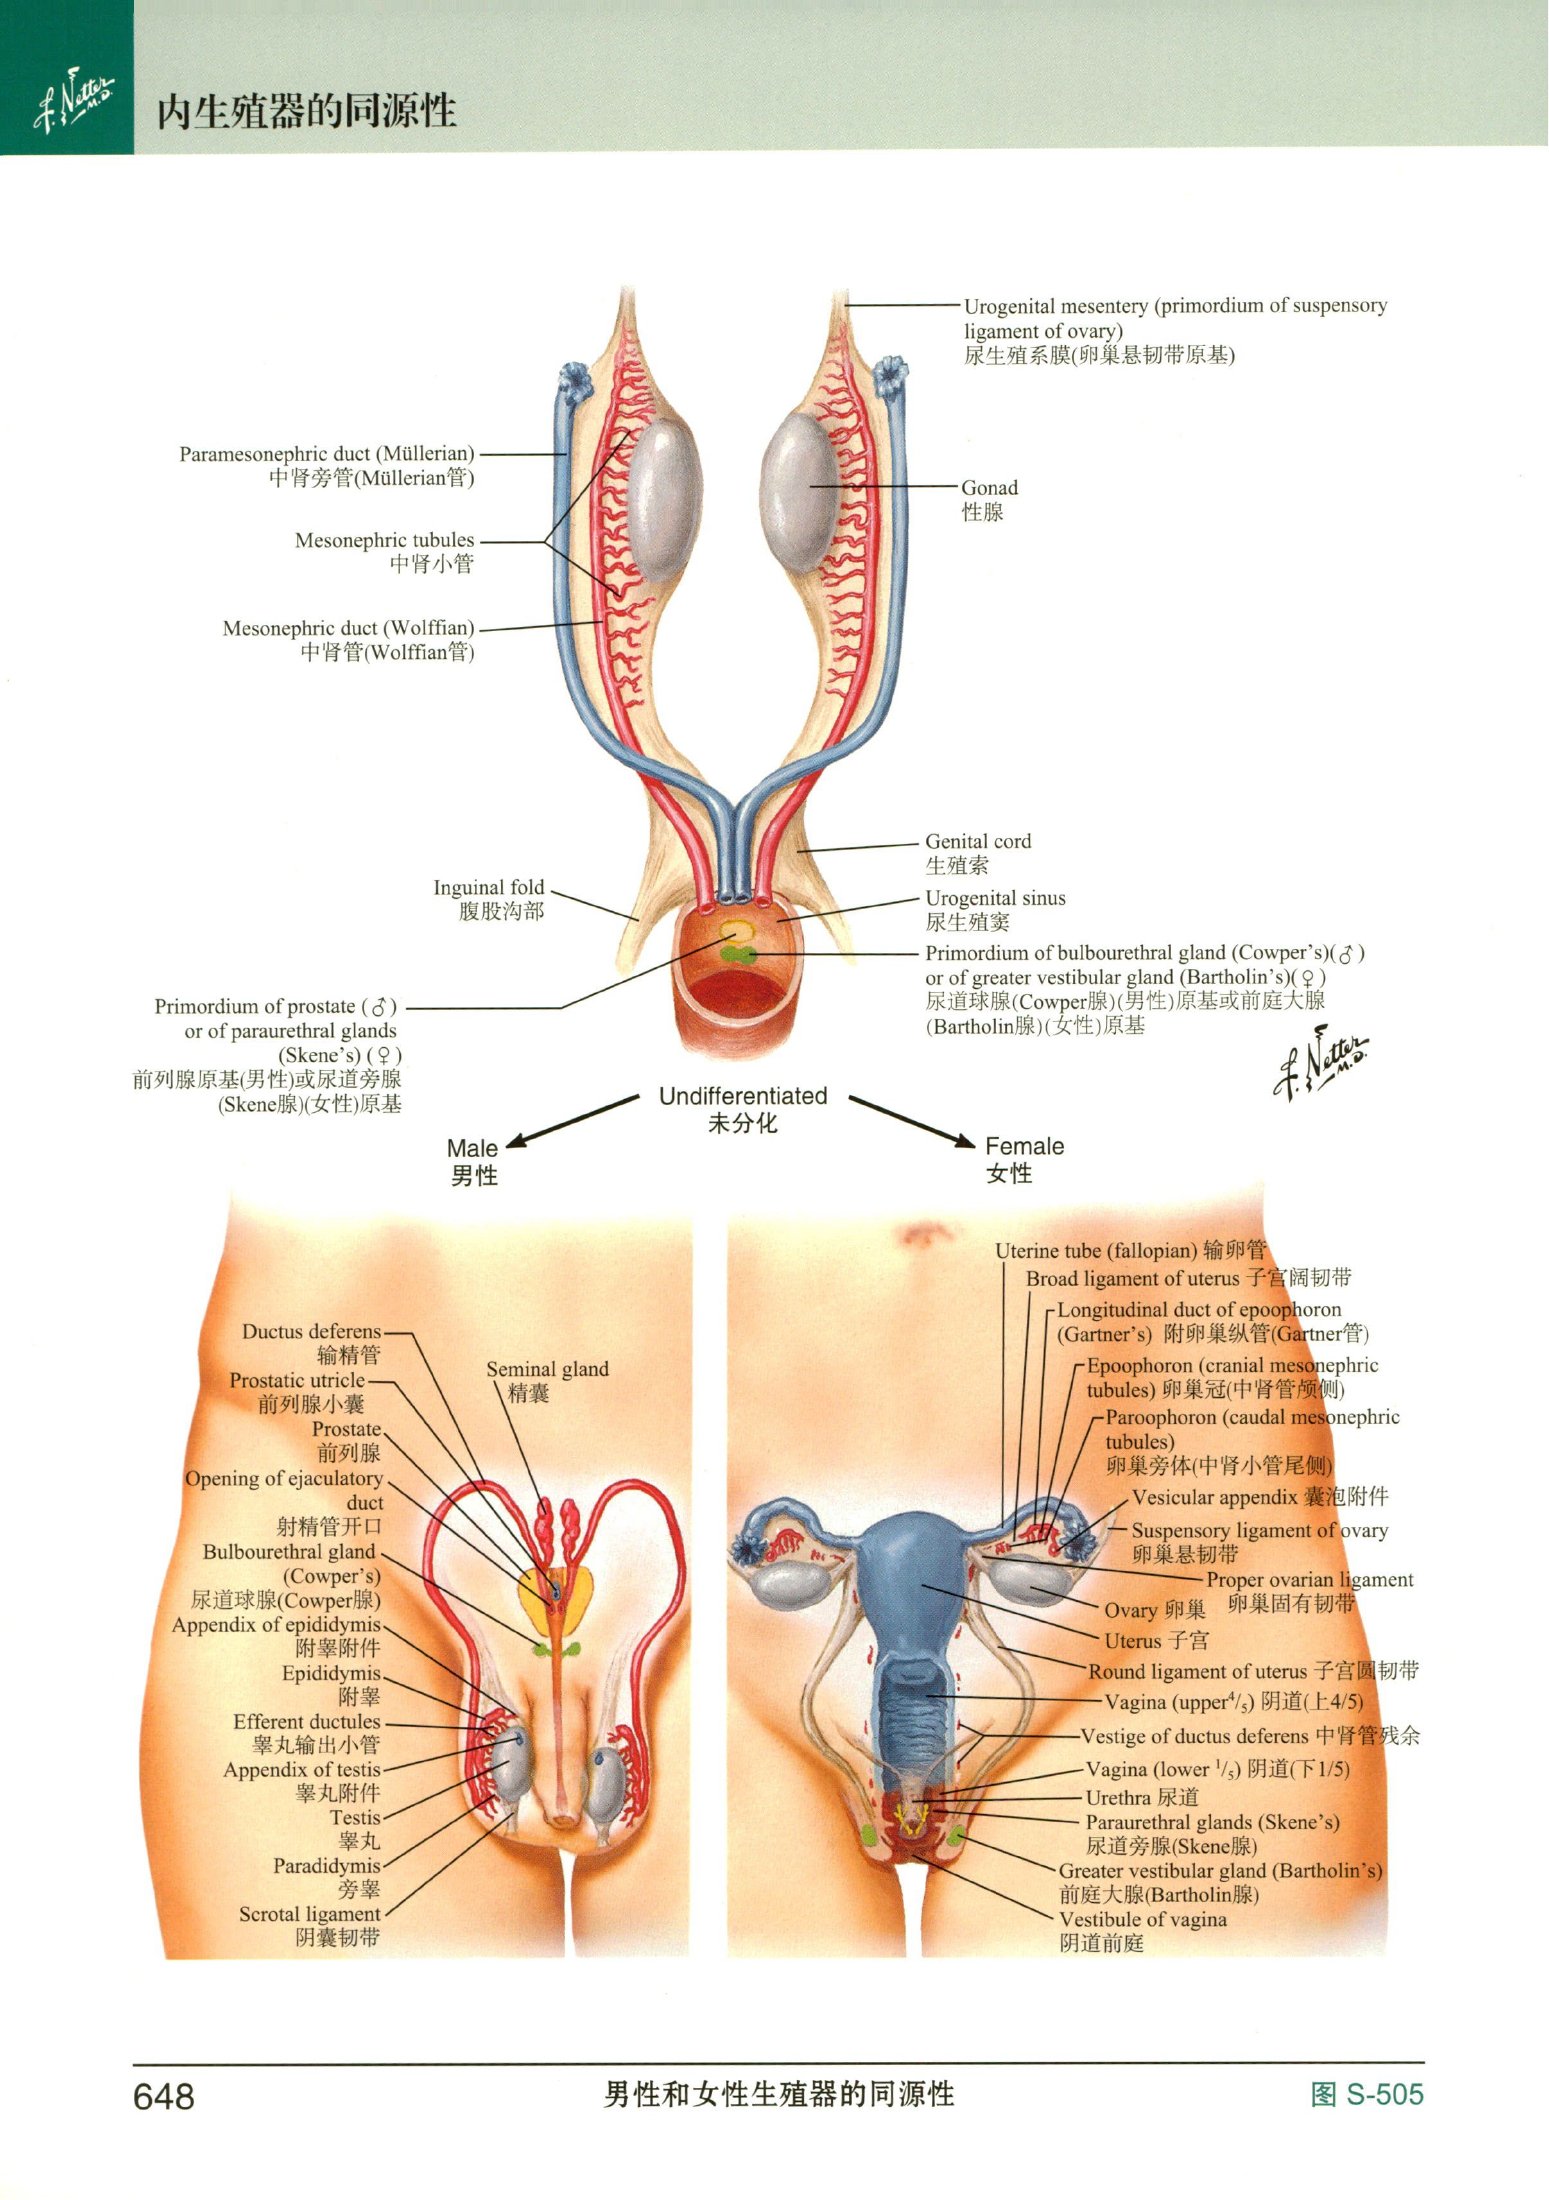 F. Netter M.D.
内生殖器的同源性
Urogenital mesentery (primordium of suspensory
ligament of ovary)
尿生殖系膜(卵巢悬韧带原基)
Paramesonephric duct (Müllerian)
中肾旁管(Müllerian管)
Gonad
性腺
Mesonephric tubules
中肾小管
Mesonephric duct (Wolffian)
中肾管(Wolffian管)
Genital cord
生殖索
Inguinal fold
腹股沟部
Urogenital sinus
尿生殖窦
Primordium of bulbourethral gland (Cowper's)(♂)
or of greater vestibular gland (Bartholin's)(♀)
尿道球腺(Cowper腺)(男性)原基或前庭大腺
(Bartholin腺)(女性)原基
Primordium of prostate (♂)
or of paraurethral glands
(Skene's) (♀)
前列腺原基(男性)或尿道旁腺
(Skene腺)(女性)原基
F. Netter M.D.
Undifferentiated
未分化
Male
男性
Female
女性
Ductus deferens
输精管
Prostatic utricle
前列腺小囊
Seminal gland
精囊
Prostate
前列腺
Opening of ejaculatory
duct
射精管开口
Bulbourethral gland
(Cowper's)
尿道球腺(Cowper腺)
Appendix of epididymis
附睾附件
Epididymis
附睾
Efferent ductules
睾丸输出小管
Appendix of testis
睾丸附件
Testis
睾丸
Paradidymis
旁睾
Scrotal ligament
阴囊韧带
Uterine tube (fallopian) 输卵管
Broad ligament of uterus 子宫阔韧带
Longitudinal duct of epoophoron
(Gartner's) 附卵巢纵管(Gartner管)
Epoophoron (cranial mesonephric
tubules) 卵巢冠(中肾管颅侧)
Paroophoron (caudal mesonephric
tubules)
卵巢旁体(中肾小管尾侧)
Vesicular appendix 囊泡附件
Suspensory ligament of ovary
卵巢悬韧带
Proper ovarian ligament
卵巢固有韧带
Ovary 卵巢
Uterus 子宫
Round ligament of uterus 子宫圆韧带
Vagina (upper 4/5) 阴道(上4/5)
Vestige of ductus deferens 中肾管残余
Vagina (lower 1/5) 阴道(下1/5)
Urethra 尿道
Paraurethral glands (Skene's)
尿道旁腺(Skene腺)
Greater vestibular gland (Bartholin's)
前庭大腺(Bartholin腺)
Vestibule of vagina
阴道前庭
648
男性和女性生殖器的同源性
图 S-505